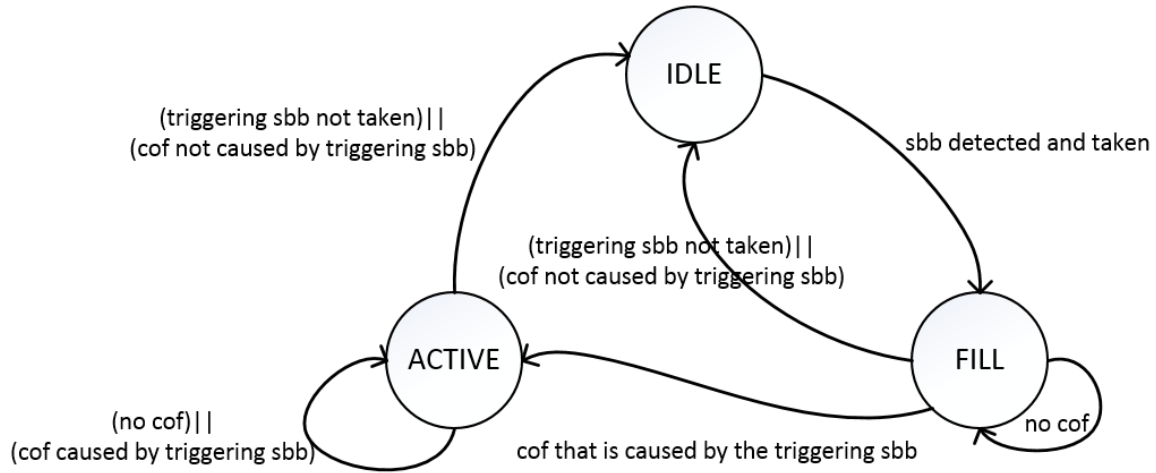 IDLE
(triggering sbb not taken)||
(cof not caused by triggering sbb)
sbb detected and taken
(triggering sbb not taken)||
(cof not caused by triggering sbb)
ACTIVE
FILL
(no cof)||
(cof caused by triggering sbb)
no cof
cof that is caused by the triggering sbb